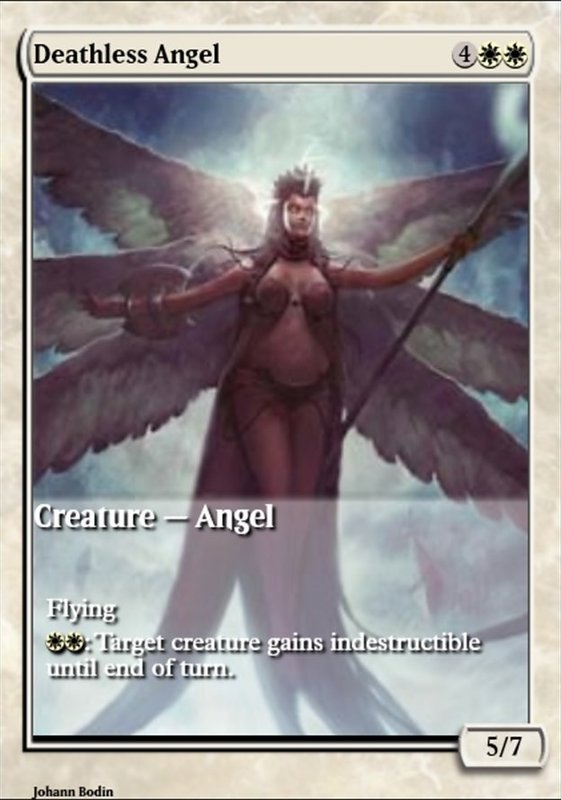 Deathless Angel 4
Creature — Angel
Flying
: Target creature gains indestructible
until end of turn.
5/7
Johann Bodin